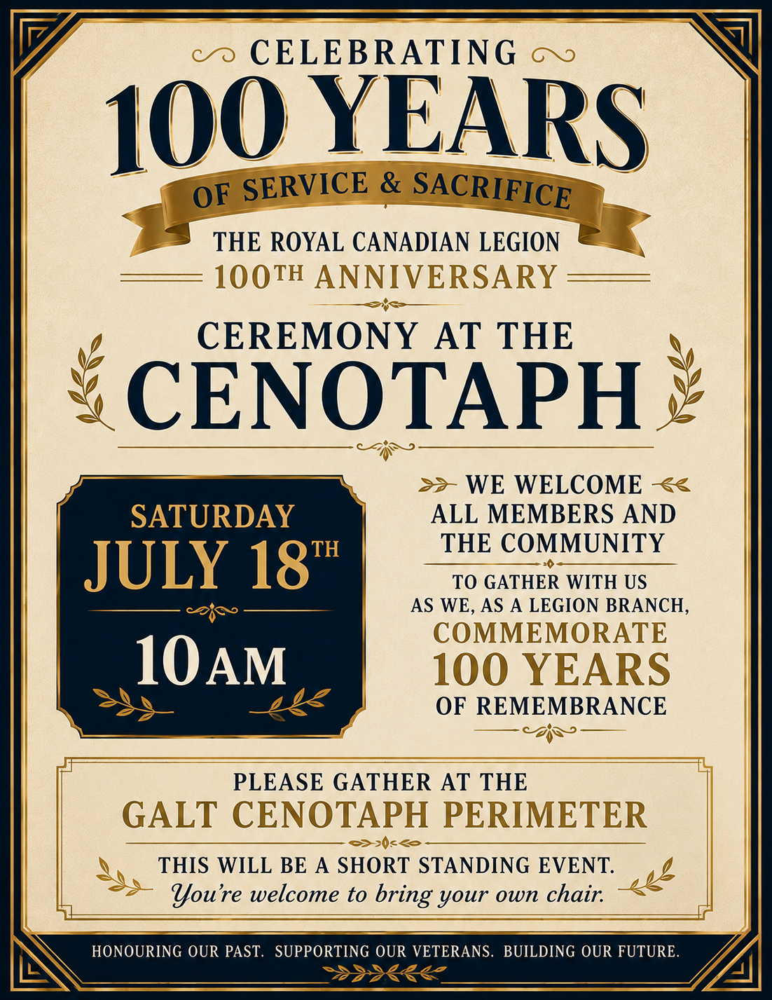 CELEBRATING
100 YEARS
OF SERVICE & SACRIFICE
THE ROYAL CANADIAN LEGION
100TH ANNIVERSARY
CEREMONY AT THE
CENOTAPH
SATURDAY
JULY 18TH
10 AM
WE WELCOME
ALL MEMBERS AND
THE COMMUNITY
TO GATHER WITH US
AS WE, AS A LEGION BRANCH,
COMMEMORATE
100 YEARS
OF REMEMBRANCE
PLEASE GATHER AT THE
GALT CENOTAPH PERIMETER
THIS WILL BE A SHORT STANDING EVENT.
You're welcome to bring your own chair.
HONOURING OUR PAST. SUPPORTING OUR VETERANS. BUILDING OUR FUTURE.